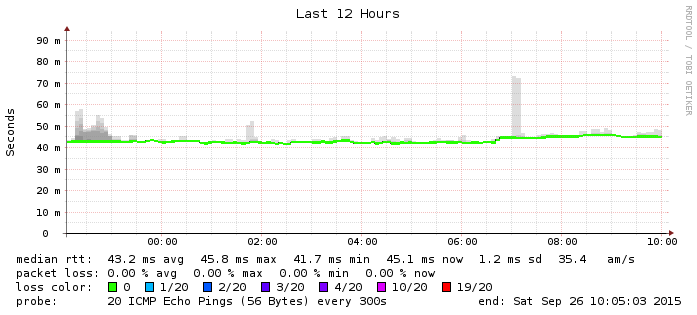 Last 12 Hours
RRDTOOL / TOBI OETIKER
Seconds
90 m
80 m
70 m
60 m
50 m
40 m
30 m
20 m
10 m
0
00:00 02:00 04:00 06:00 08:00 10:00
median rtt: 43.2 ms avg 45.8 ms max 41.7 ms min 45.1 ms now 1.2 ms sd 35.4 am/s
packet loss: 0.00 % avg 0.00 % max 0.00 % min 0.00 % now
loss color: 0 1/20 2/20 3/20 4/20 10/20 19/20
probe: 20 ICMP Echo Pings (56 Bytes) every 300s end: Sat Sep 26 10:05:03 2015